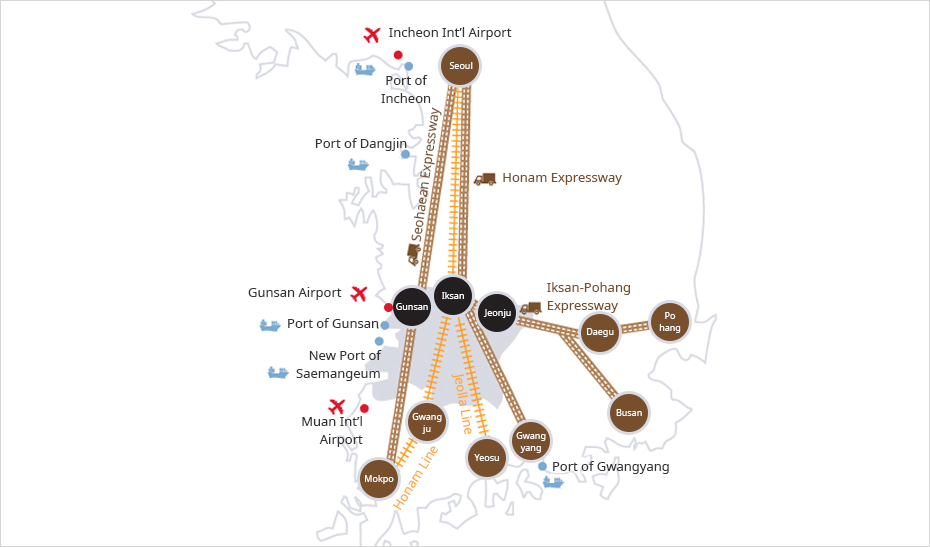 Incheon Int'l Airport
Seoul
Port of
Incheon
Port of Dangjin
Seohaean Expressway
Honam Expressway
Gunsan Airport
Gunsan
Iksan
Jeonju
Iksan-Pohang
Expressway
Port of Gunsan
Daegu
Po
hang
New Port of
Saemangeum
Muan Int'l
Airport
Jeolla Line
Gwang
ju
Busan
Gwang
yang
Yeosu
Port of Gwangyang
Mokpo
Honam Line